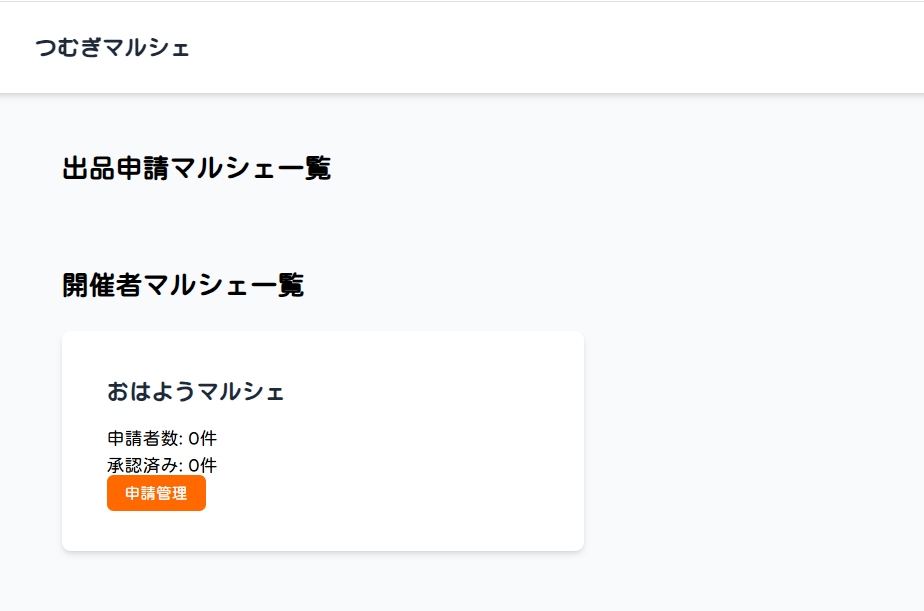 つむぎマルシェ
出品申請マルシェ一覧
開催者マルシェ一覧
おはようマルシェ
申請者数: 0件
承認済み: 0件
申請管理